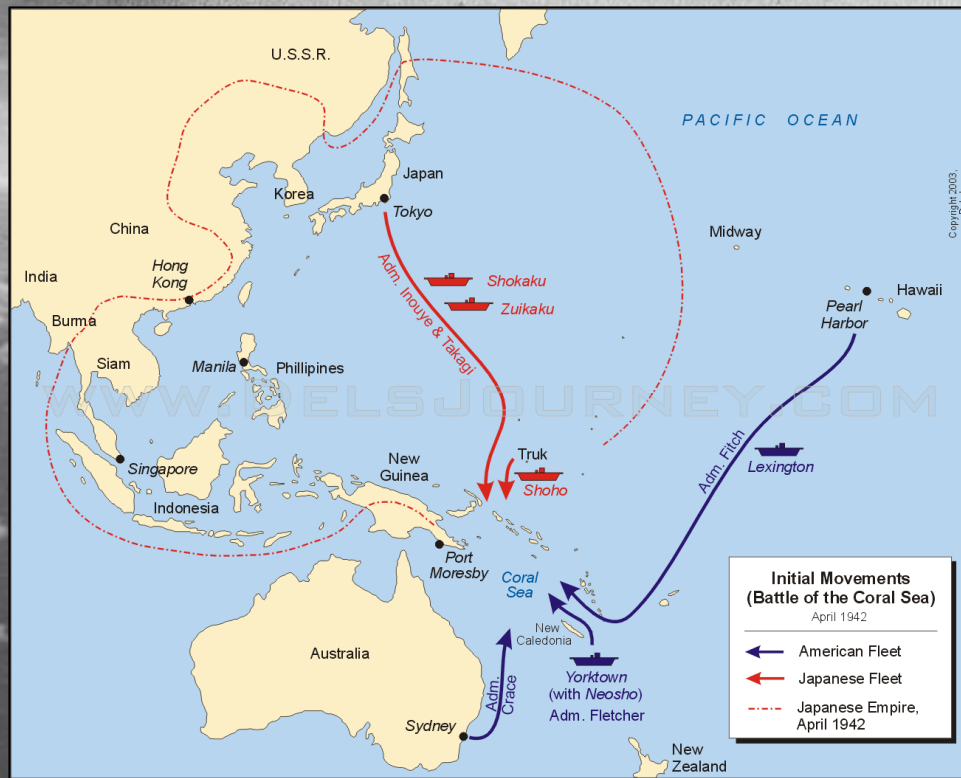 U.S.S.R.
PACIFIC OCEAN
Copyright 2003,
Japan
Korea
Tokyo
China
Midway
Hong
Kong
India
Shokaku
Zuikaku
Adm. Inouye & Takagi
Hawaii
Pearl
Harbor
Burma
Siam
Manila
Phillipines
www.DelsJourney.com
Adm. Fitch
Lexington
Truk
Shoho
New
Guinea
Singapore
Indonesia
Port
Moresby
Coral
Sea
New
Caledonia
Australia
Yorktown
(with Neosho)
Adm. Fletcher
Adm.
Crace
Sydney
New
Zealand
Initial Movements
(Battle of the Coral Sea)
April 1942
American Fleet
Japanese Fleet
Japanese Empire,
April 1942